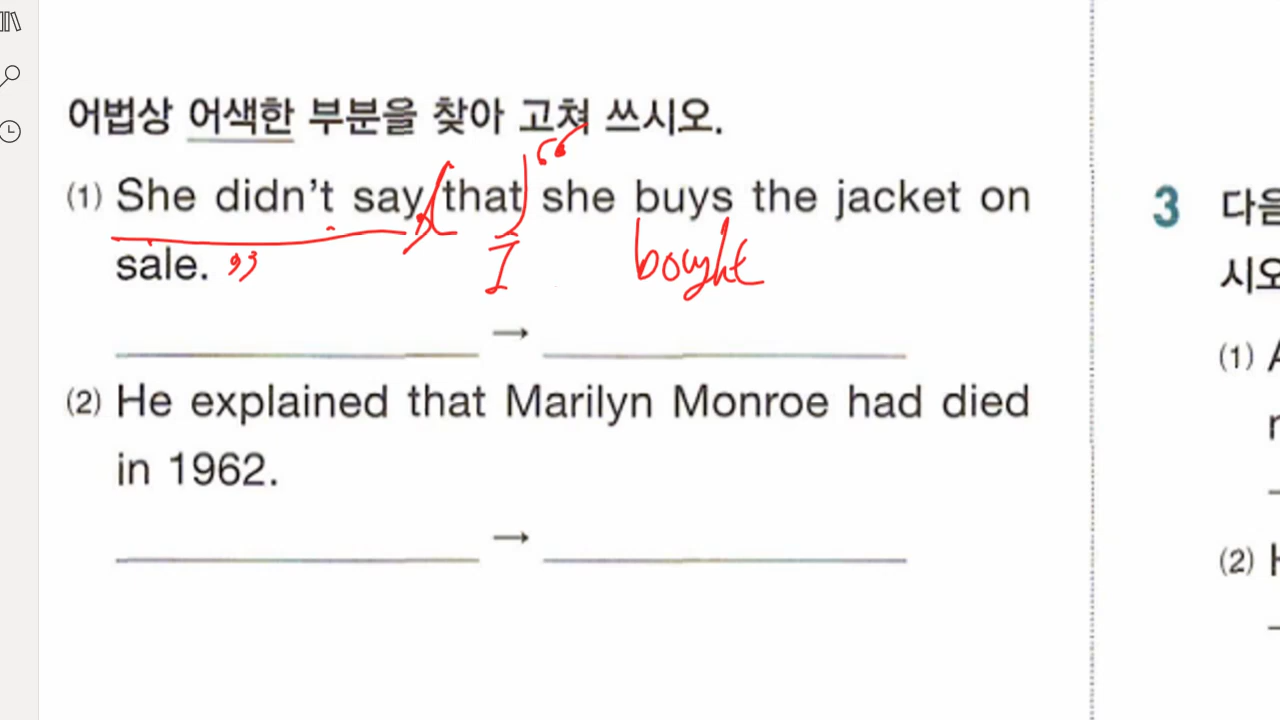 어법상 어색한 부분을 찾아 고쳐 쓰시오.
(1) She didn't say that she buys the jacket on
sale.
I bought
→
(2) He explained that Marilyn Monroe had died
in 1962.
→
3 다음
시오
(1) A
(2) H